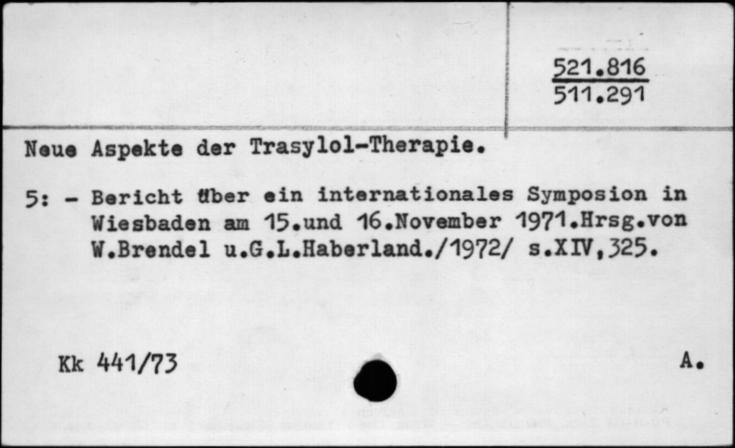 521.816
511.291
Neue Aspekte der Trasylol-Therapie.
5: - Bericht über ein internationales Symposion in
Wiesbaden am 15.und 16.November 1971.Hrsg.von
W.Brendel u.G.L.Haberland./1972/ s.XIV,325.
Kk 441/73
A.